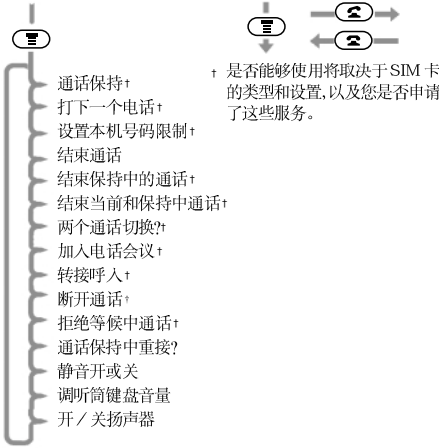 通话保持†
打下一个电话†
设置本机号码限制†
结束通话
结束保持中的通话†
结束当前和保持中通话†
两个通话切换?†
加入电话会议†
转接呼入†
断开通话†
拒绝等候中通话†
通话保持中重接?
静音开或关
调听筒键盘音量
开/关扬声器
† 是否能够使用将取决于SIM 卡
的类型和设置,以及您是否申请
了这些服务。